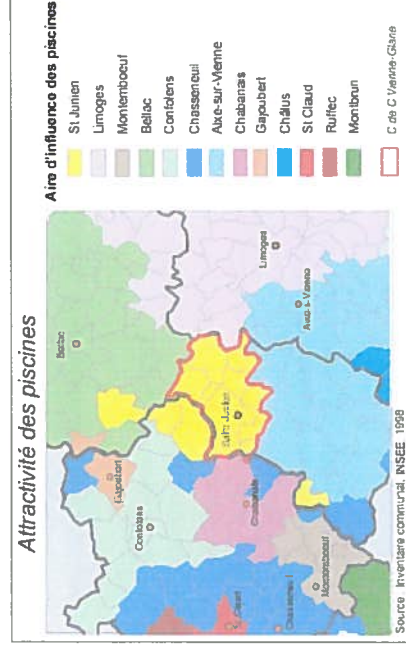 Attractivité des piscines
Aire d'influence des piscines
St Junien
Limoges
Montemboeuf
Bellac
Confolens
Chasseneuil
Aixe-sur-Vienne
Chabanais
Gajoubert
Châlus
St Claud
Ruffec
Montbrun
C de C Vienne-Glane
Bellac
Gajoubert
Confolens
Limoges
Saint Junien
Chabanais
Aixe-s-Vienne
Montemboeuf
Chasseneuil
Source : Inventaire communal, INSEE 1998